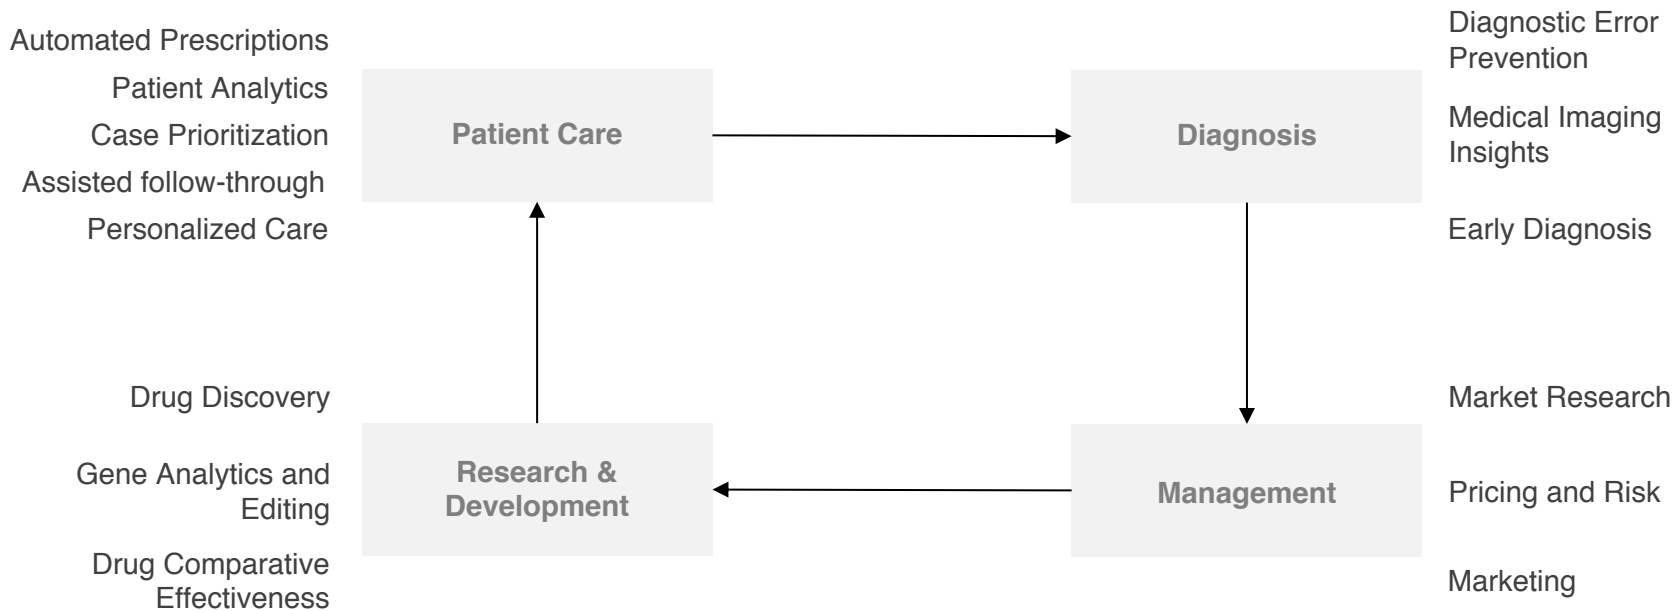 Automated Prescriptions
Patient Analytics
Case Prioritization
Assisted follow-through
Personalized Care
Patient Care
Diagnosis
Diagnostic Error
Prevention
Medical Imaging
Insights
Early Diagnosis
Drug Discovery
Gene Analytics and
Editing
Drug Comparative
Effectiveness
Research &
Development
Management
Market Research
Pricing and Risk
Marketing